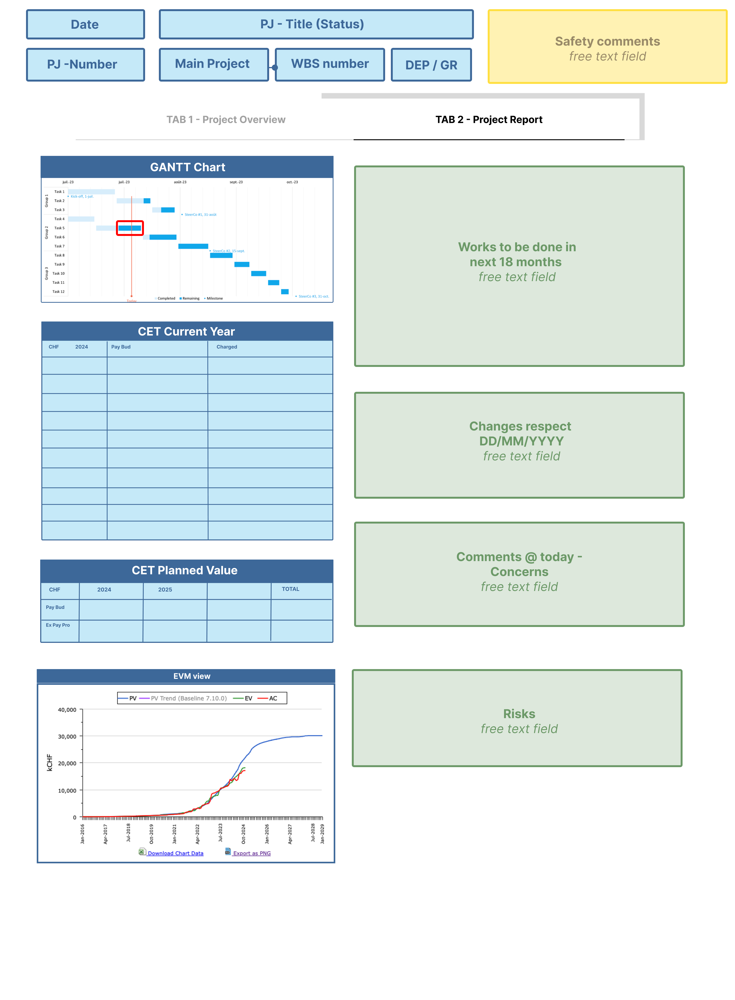 Date
PJ - Title (Status)
Safety comments
free text field
PJ -Number
Main Project
WBS number
DEP / GR
TAB 1 - Project Overview
TAB 2 - Project Report
GANTT Chart
juil.-23
juil.-23
août-23
sept.-23
oct.-23
Group 1
Task 1
Kick-off, 1-juil.
Task 2
Task 3
SteerCo #1, 31-août
Group 2
Task 4
Task 5
Task 6
Task 7
SteerCo #2, 15-sept.
Group 3
Task 8
Task 9
Task 10
Task 11
Task 12
SteerCo #3, 31-oct.
Today
Completed
Remaining
Milestone
Works to be done in
next 18 months
free text field
CET Current Year
CHF
2024
Pay Bud
Charged
Changes respect
DD/MM/YYYY
free text field
Comments @ today -
Concerns
free text field
CET Planned Value
CHF
2024
2025
TOTAL
Pay Bud
Ex Pay Pro
EVM view
PV
PV Trend (Baseline 7.10.0)
EV
AC
40,000
30,000
20,000
10,000
0
kCHF
Jan-2016
Apr-2017
Jul-2018
Oct-2019
Jan-2021
Apr-2022
Jul-2023
Oct-2024
Jan-2026
Apr-2027
Jul-2028
Jan-2029
Download Chart Data
Export as PNG
Risks
free text field